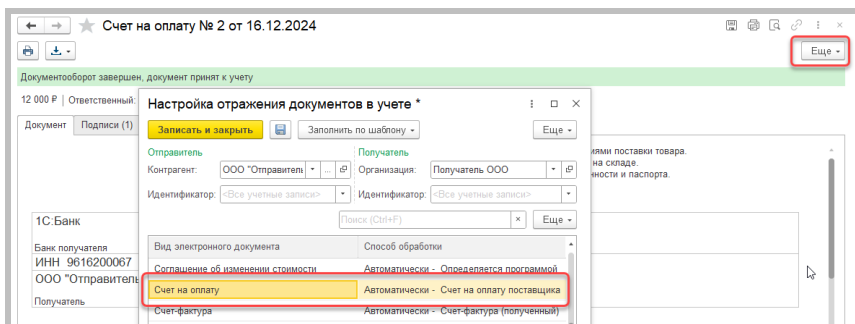 Счет на оплату № 2 от 16.12.2024
Еще
Документооборот завершен, документ принят к учету
12 000 ₽ | Ответственный:
Документ Подписи (1)
Настройка отражения документов в учете *
Записать и закрыть Заполнить по шаблону Еще
Отправитель Получатель
Контрагент: ООО "Отправитель ... Организация: Получатель ООО
Идентификатор: <Все учетные записи> Идентификатор: <Все учетные записи>
Поиск (Ctrl+F) × Еще
Вид электронного документа Способ обработки
Соглашение об изменении стоимости Автоматически - Определяется программой
Счет на оплату Автоматически - Счет на оплату поставщика
Счет-фактура Автоматически - Счет-фактура (полученный)
иями поставки товара.
на складе.
ности и паспорта.
1С:Банк
Банк получателя
ИНН 9616200067
ООО "Отправитель
Получатель